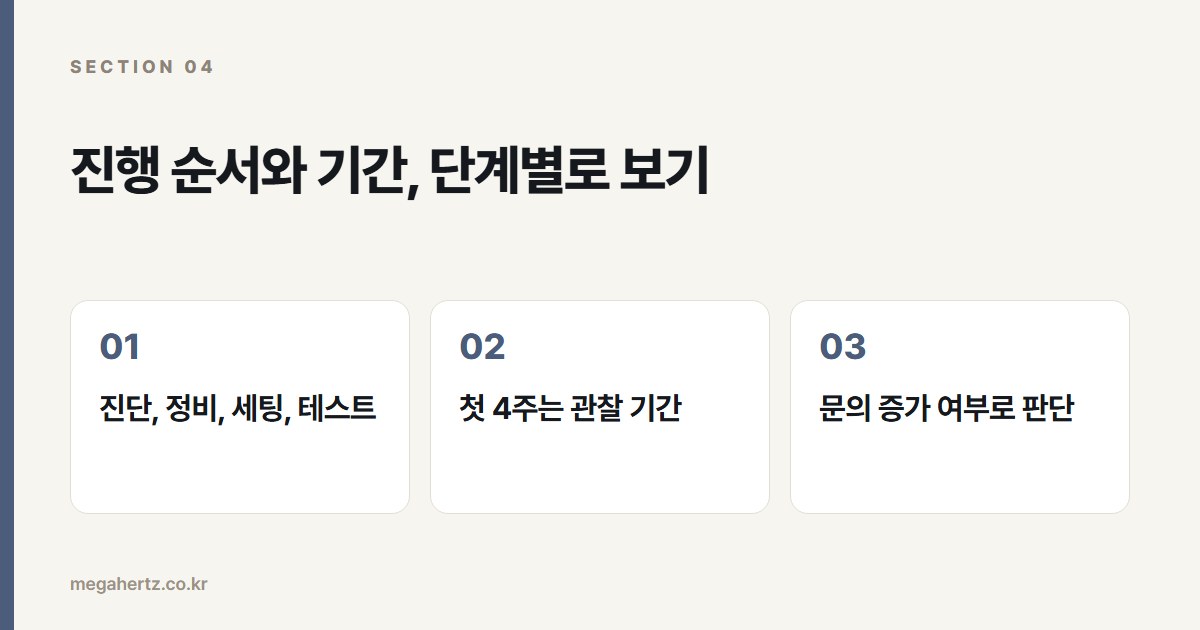 SECTION 04
진행 순서와 기간, 단계별로 보기
01
진단, 정비, 세팅, 테스트
02
첫 4주는 관찰 기간
03
문의 증가 여부로 판단
megahertz.co.kr